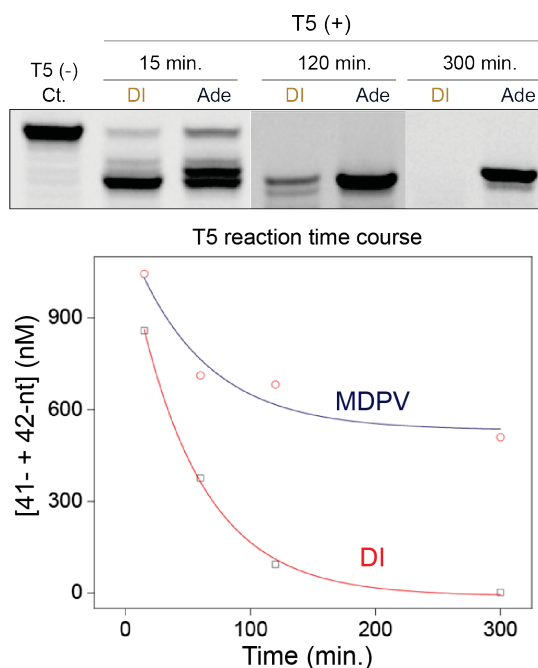 T5 (+)
T5 (-)
Ct.
15 min.
120 min.
300 min.
DI
Ade
DI
Ade
DI
Ade
T5 reaction time course
[41- + 42-nt] (nM)
900
600
300
0
MDPV
DI
0
100
200
300
Time (min.)